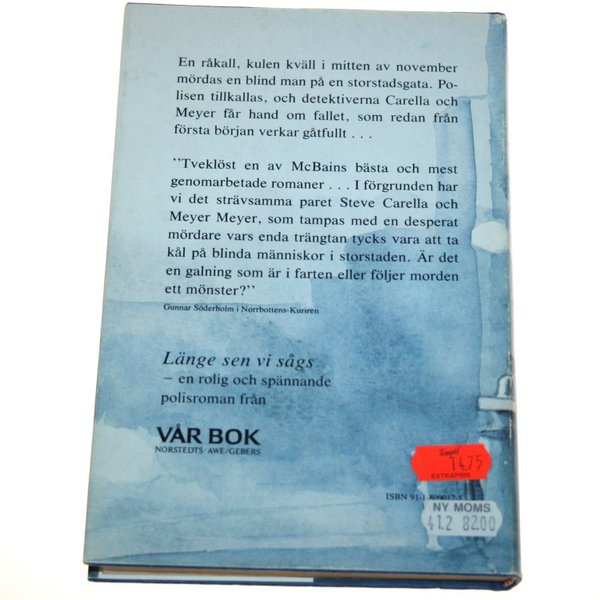 En råkall, kulen kväll i mitten av november
mördas en blind man på en storstadsgata. Po-
lisen tillkallas, och detektiverna Carella och
Meyer får hand om fallet, som redan från
första början verkar gåtfullt . . .
"Tveklöst en av McBains bästa och mest
genomarbetade romaner . . . I förgrunden har
vi det strävsamma paret Steve Carella och
Meyer Meyer, som tampas med en desperat
mördare vars enda trängtan tycks vara att ta
kål på blinda människor i storstaden. Är det
en galning som är i farten eller följer morden
ett mönster?"
Gunnar Söderholm i Norrbottens-Kuriren
Länge sen vi sågs
– en rolig och spännande
polisroman från
VÅR BOK
NORSTEDTS AWE/GEBERS
14.75
EXTRAPRIS
ISBN 91-1-
NY MOMS
41.2 82.00